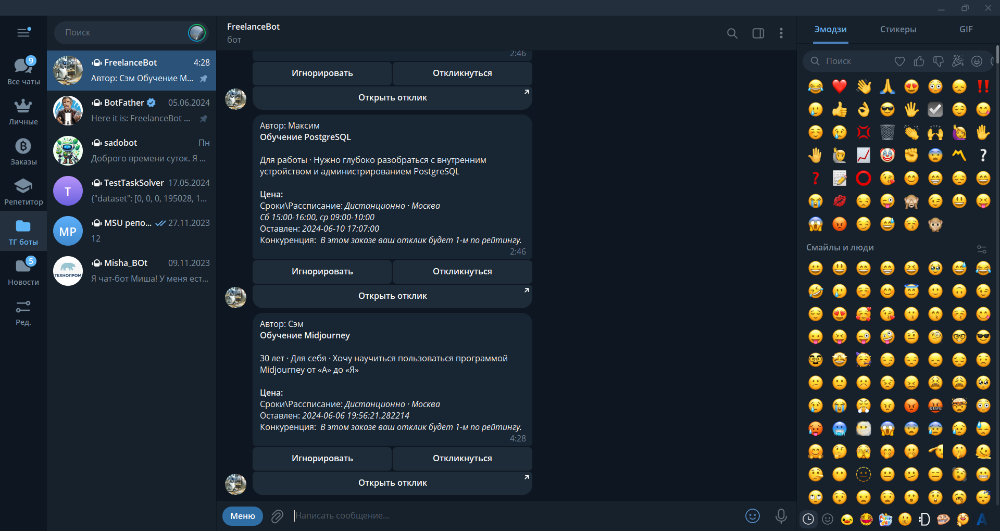 Поиск
9
Все чаты
Личные
Заказы
Репетитор
ТГ боты
5
Новости
Ред.
FreelanceBot 4:28
Автор: Сэм Обучение М...
BotFather 05.06.2024
Here it is: FreelanceBot ...
sadobot Пн
Доброго времени суток. Я ...
T
TestTaskSolver 17.05.2024
{"dataset": [0, 0, 0, 195028, 1...
MP
MSU репо... 27.11.2023
12
ТЕХНОПРОМ
Misha_BOt 09.11.2023
Я чат-бот Миша! У меня ест...
FreelanceBot
бот
2:46
Игнорировать Откликнуться
Открыть отклик
Автор: Максим
Обучение PostgreSQL
Для работы · Нужно глубоко разобраться с внутренним
устройством и администрированием PostgreSQL
Цена:
Сроки\Рассписание: Дистанционно · Москва
Сб 15:00-16:00, ср 09:00-10:00
Оставлен: 2024-06-10 17:07:00
Конкуренция: В этом заказе ваш отклик будет 1-м по рейтингу.
2:46
Игнорировать Откликнуться
Открыть отклик
Автор: Сэм
Обучение Midjourney
30 лет · Для себя · Хочу научиться пользоваться программой
Midjourney от «А» до «Я»
Цена:
Сроки\Рассписание: Дистанционно · Москва
Оставлен: 2024-06-06 19:56:21.282214
Конкуренция: В этом заказе ваш отклик будет 1-м по рейтингу.
4:28
Игнорировать Откликнуться
Открыть отклик
Меню
Написать сообщение...
Эмодзи Стикеры GIF
Поиск
Смайлы и люди